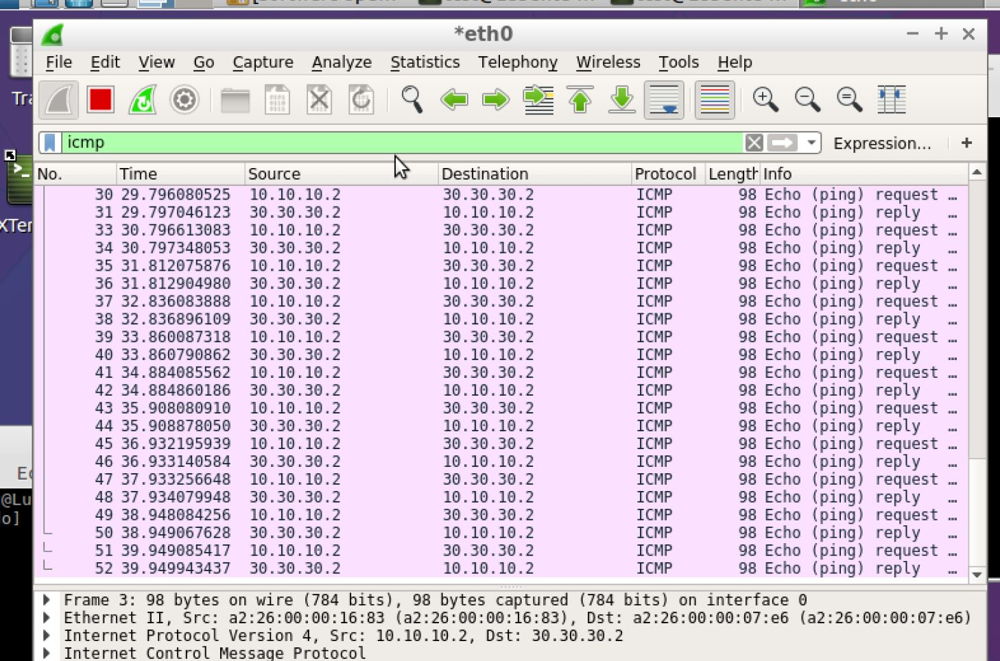 *eth0
File Edit View Go Capture Analyze Statistics Telephony Wireless Tools Help
icmp Expression... +
No. Time Source Destination Protocol Length Info
30 29.796080525 10.10.10.2 30.30.30.2 ICMP 98 Echo (ping) request …
31 29.797046123 30.30.30.2 10.10.10.2 ICMP 98 Echo (ping) reply …
33 30.796613083 10.10.10.2 30.30.30.2 ICMP 98 Echo (ping) request …
34 30.797348053 30.30.30.2 10.10.10.2 ICMP 98 Echo (ping) reply …
35 31.812075876 10.10.10.2 30.30.30.2 ICMP 98 Echo (ping) request …
36 31.812904980 30.30.30.2 10.10.10.2 ICMP 98 Echo (ping) reply …
37 32.836083888 10.10.10.2 30.30.30.2 ICMP 98 Echo (ping) request …
38 32.836896109 30.30.30.2 10.10.10.2 ICMP 98 Echo (ping) reply …
39 33.860087318 10.10.10.2 30.30.30.2 ICMP 98 Echo (ping) request …
40 33.860790862 30.30.30.2 10.10.10.2 ICMP 98 Echo (ping) reply …
41 34.884085562 10.10.10.2 30.30.30.2 ICMP 98 Echo (ping) request …
42 34.884860186 30.30.30.2 10.10.10.2 ICMP 98 Echo (ping) reply …
43 35.908080910 10.10.10.2 30.30.30.2 ICMP 98 Echo (ping) request …
44 35.908878050 30.30.30.2 10.10.10.2 ICMP 98 Echo (ping) reply …
45 36.932195939 10.10.10.2 30.30.30.2 ICMP 98 Echo (ping) request …
46 36.933140584 30.30.30.2 10.10.10.2 ICMP 98 Echo (ping) reply …
47 37.933256648 10.10.10.2 30.30.30.2 ICMP 98 Echo (ping) request …
48 37.934079948 30.30.30.2 10.10.10.2 ICMP 98 Echo (ping) reply …
49 38.948084256 10.10.10.2 30.30.30.2 ICMP 98 Echo (ping) request …
50 38.949067628 30.30.30.2 10.10.10.2 ICMP 98 Echo (ping) reply …
51 39.949085417 10.10.10.2 30.30.30.2 ICMP 98 Echo (ping) request …
52 39.949943437 30.30.30.2 10.10.10.2 ICMP 98 Echo (ping) reply …
Frame 3: 98 bytes on wire (784 bits), 98 bytes captured (784 bits) on interface 0
Ethernet II, Src: a2:26:00:00:16:83 (a2:26:00:00:16:83), Dst: a2:26:00:00:07:e6 (a2:26:00:00:07:e6)
Internet Protocol Version 4, Src: 10.10.10.2, Dst: 30.30.30.2
Internet Control Message Protocol
Tra
XTer
Ed
@Lu
o]